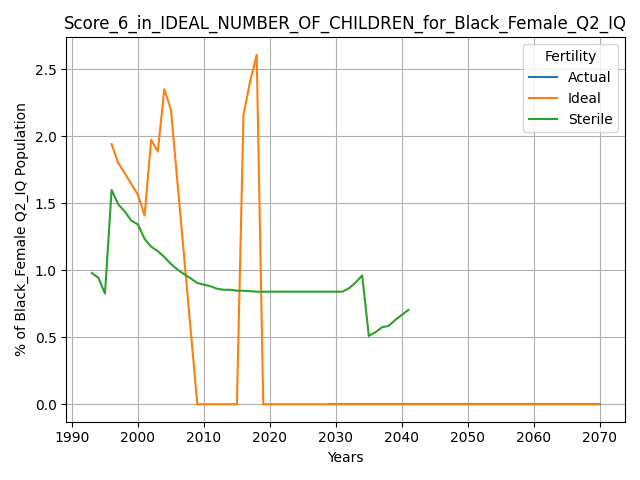 Score_6_in_IDEAL_NUMBER_OF_CHILDREN_for_Black_Female_Q2_IQ
Fertility
Actual
Ideal
Sterile
% of Black_Female Q2_IQ Population
2.5
2.0
1.5
1.0
0.5
0.0
1990 2000 2010 2020 2030 2040 2050 2060 2070
Years